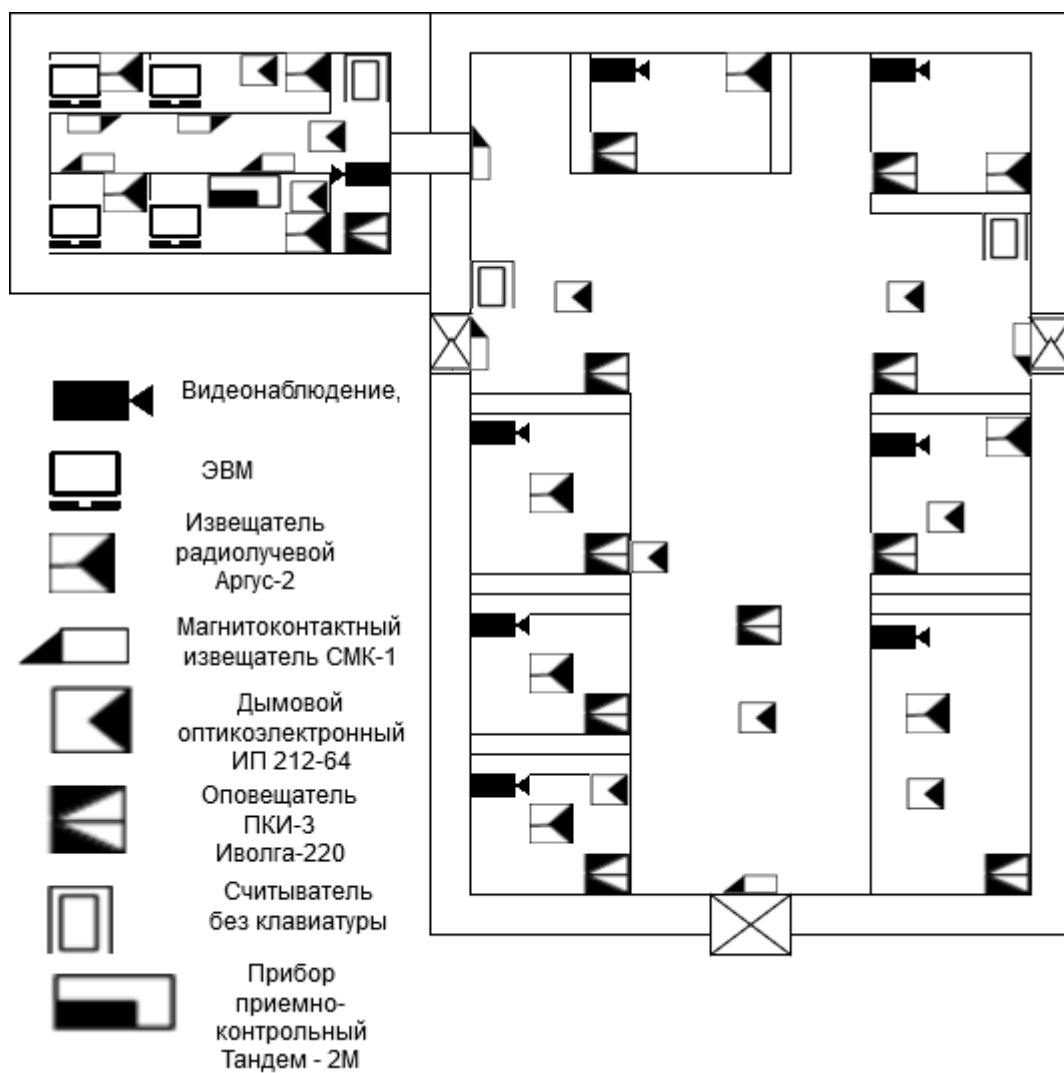 Видеонаблюдение,
ЭВМ
Извещатель
радиолучевой
Аргус-2
Магнитоконтактный
извещатель СМК-1
Дымовой
оптикоэлектронный
ИП 212-64
Оповещатель
ПКИ-3
Иволга-220
Считыватель
без клавиатуры
Прибор
приемно-
контрольный
Тандем - 2М